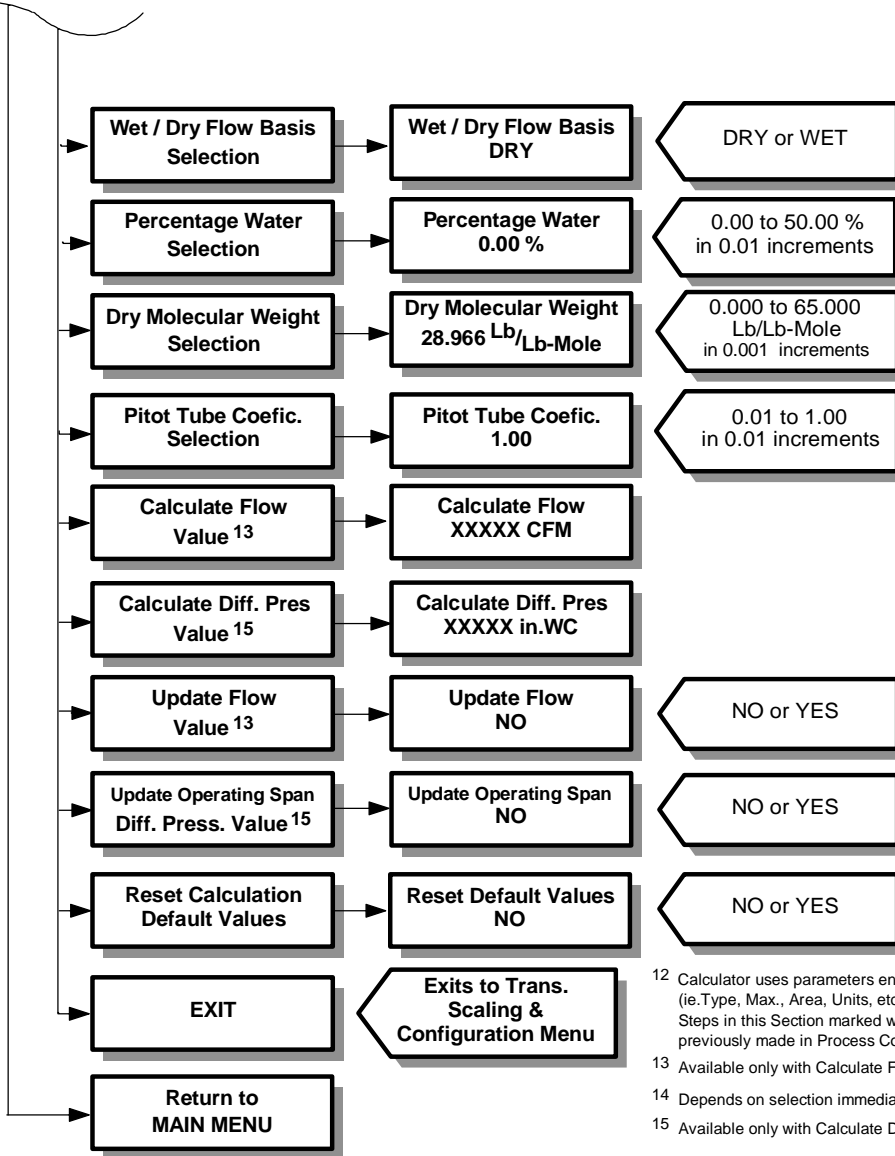 Wet / Dry Flow Basis
Selection
Wet / Dry Flow Basis
DRY
DRY or WET
Percentage Water
Selection
Percentage Water
0.00 %
0.00 to 50.00 %
in 0.01 increments
Dry Molecular Weight
Selection
Dry Molecular Weight
28.966 Lb/Lb-Mole
0.000 to 65.000
Lb/Lb-Mole
in 0.001 increments
Pitot Tube Coefic.
Selection
Pitot Tube Coefic.
1.00
0.01 to 1.00
in 0.01 increments
Calculate Flow
Value 13
Calculate Flow
XXXXX CFM
Calculate Diff. Pres
Value 15
Calculate Diff. Pres
XXXXX in.WC
Update Flow
Value 13
Update Flow
NO
NO or YES
Update Operating Span
Diff. Press. Value 15
Update Operating Span
NO
NO or YES
Reset Calculation
Default Values
Reset Default Values
NO
NO or YES
EXIT
Exits to Trans.
Scaling &
Configuration Menu
Return to
MAIN MENU
12 Calculator uses parameters
(ie.Type, Max., Area, Units,
Steps in this Section marked
previously made in Process
13 Available only with Calculate
14 Depends on selection
15 Available only with Calculate